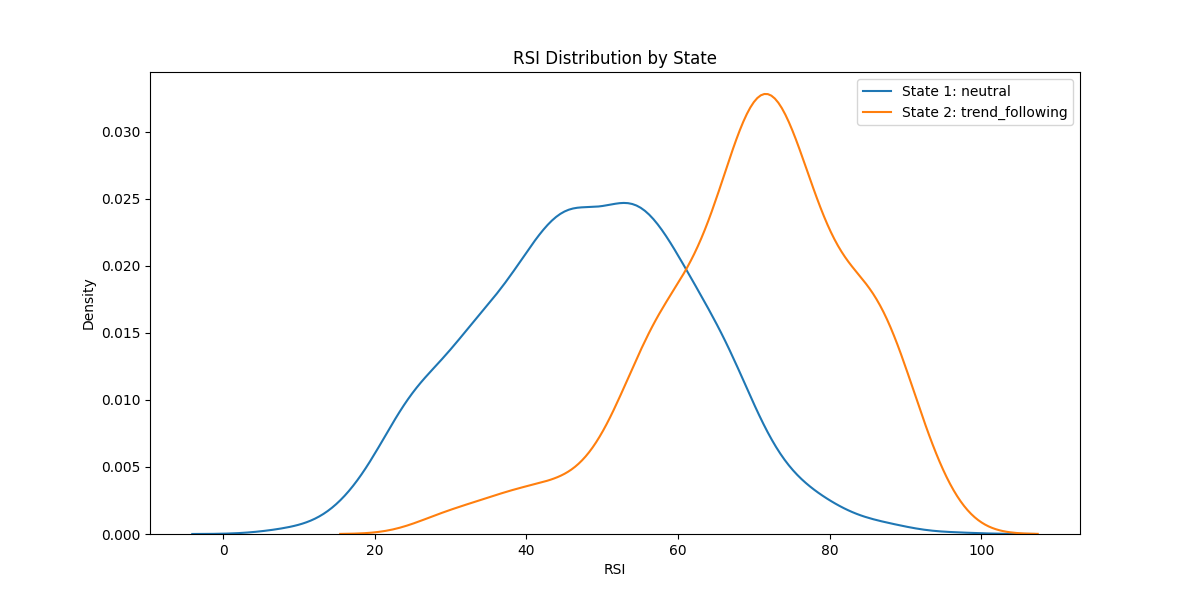 RSI Distribution by State
State 1: neutral
State 2: trend_following
0.030
0.025
0.020
0.015
0.010
0.005
0.000
Density
0 20 40 60 80 100
RSI